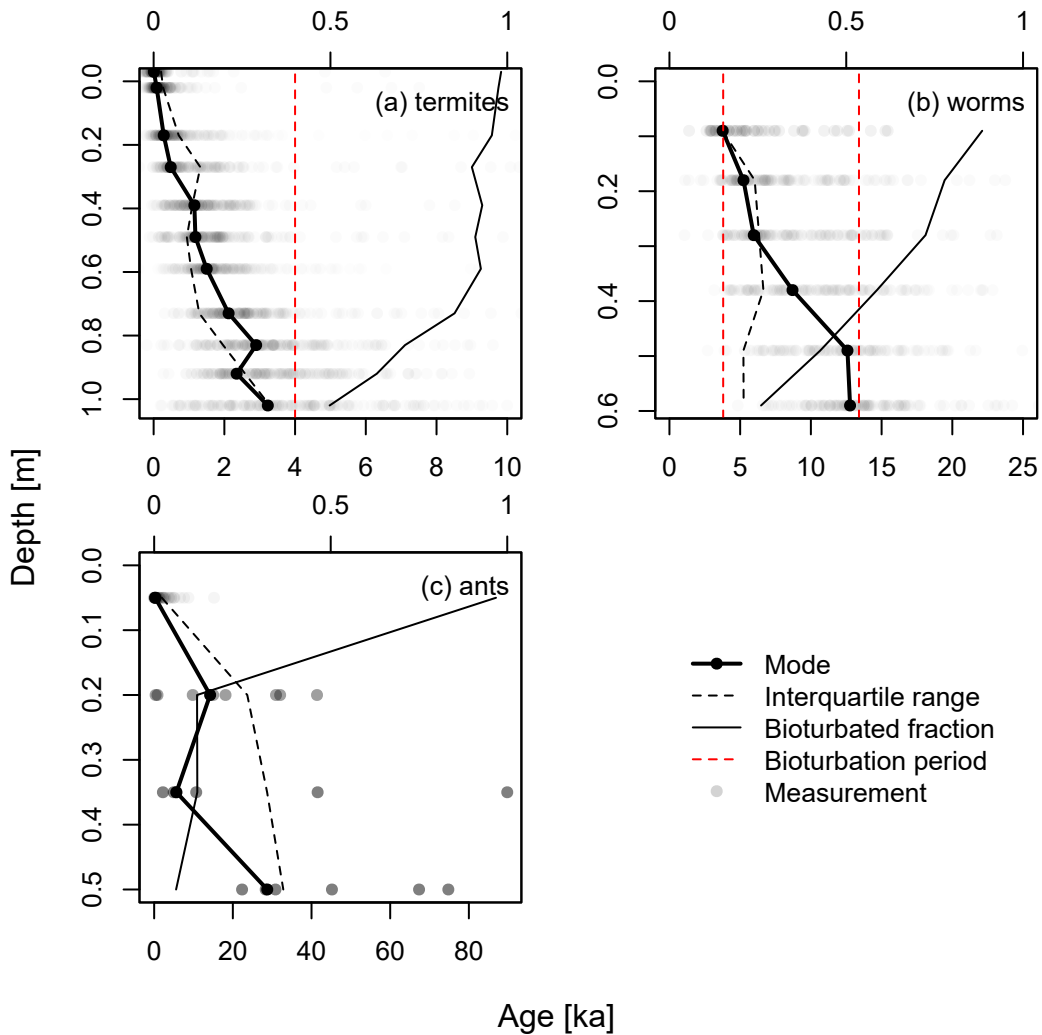 0 0.5 1
0 0.5 1
(a) termites
(b) worms
0.0 0.2 0.4 0.6 0.8 1.0
0.0 0.2 0.4 0.6
0 2 4 6 8 10
0 5 10 15 20 25
Depth [m]
0 0.5 1
(c) ants
0.0 0.1 0.2 0.3 0.4 0.5
0 20 40 60 80
Mode
Interquartile range
Bioturbated fraction
Bioturbation period
Measurement
Age [ka]